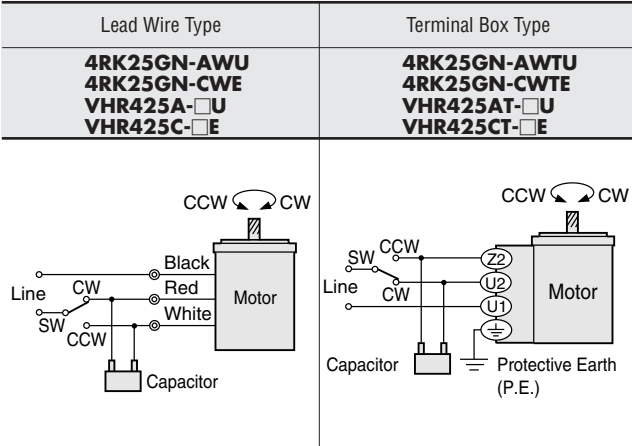 Lead Wire Type
4RK25GN-AWU
4RK25GN-CWE
VHR425A-□U
VHR425C-□E
CCW CW
Black
Line CW Red
Motor
SW White
CCW
Capacitor
Terminal Box Type
4RK25GN-AWTU
4RK25GN-CWTE
VHR425AT-□U
VHR425CT-□E
CCW CW
CCW
SW Z2
Line U2
CW Motor
U1
Capacitor Protective Earth
(P.E.)